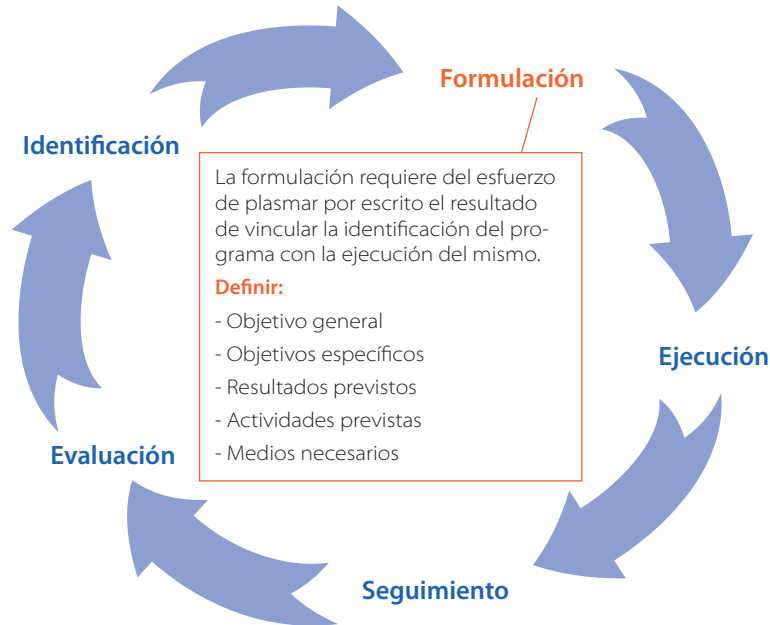 Formulación
Identificación
La formulación requiere del esfuerzo
de plasmar por escrito el resultado
de vincular la identificación del pro-
grama con la ejecución del mismo.
Definir:
- Objetivo general
- Objetivos específicos
- Resultados previstos
- Actividades previstas
- Medios necesarios
Ejecución
Evaluación
Seguimiento